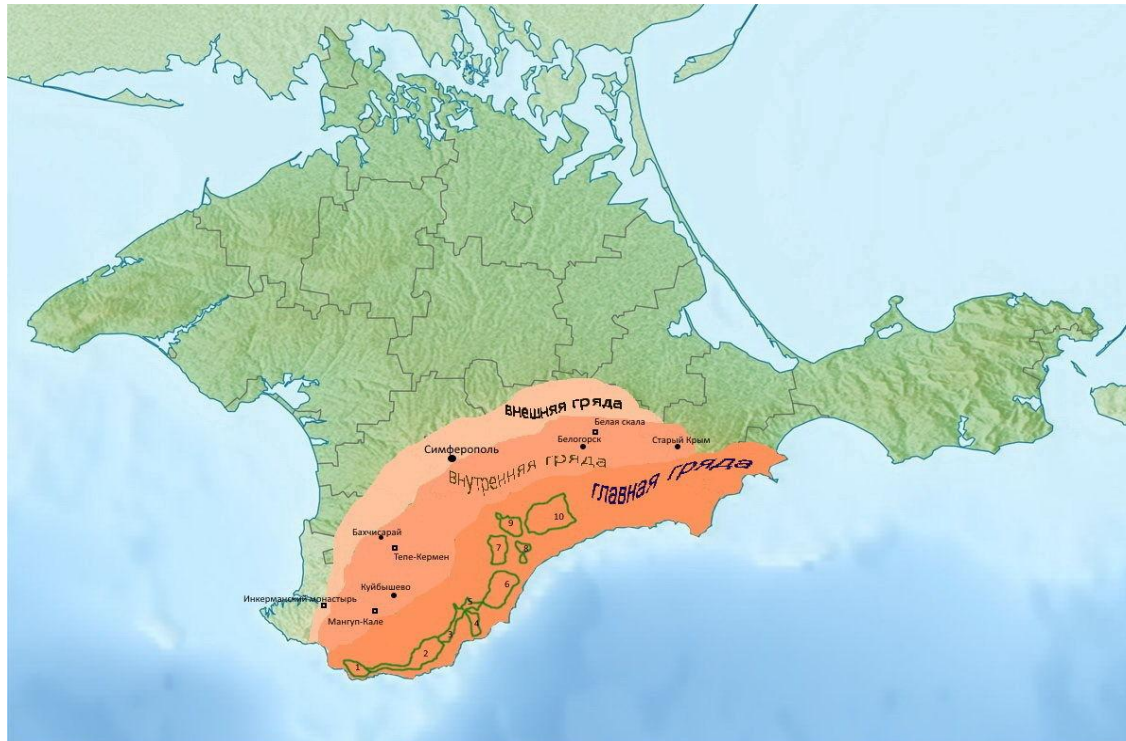 внешняя гряда
Белая скала
Симферополь
Белогорск
Старый Крым
внутренняя гряда
главная гряда
10
9
Бахчисарай
7
8
Тепе-Кермен
6
Куйбышево
Инкерманский монастырь
5
Мангуп-Кале
4
3
2
1